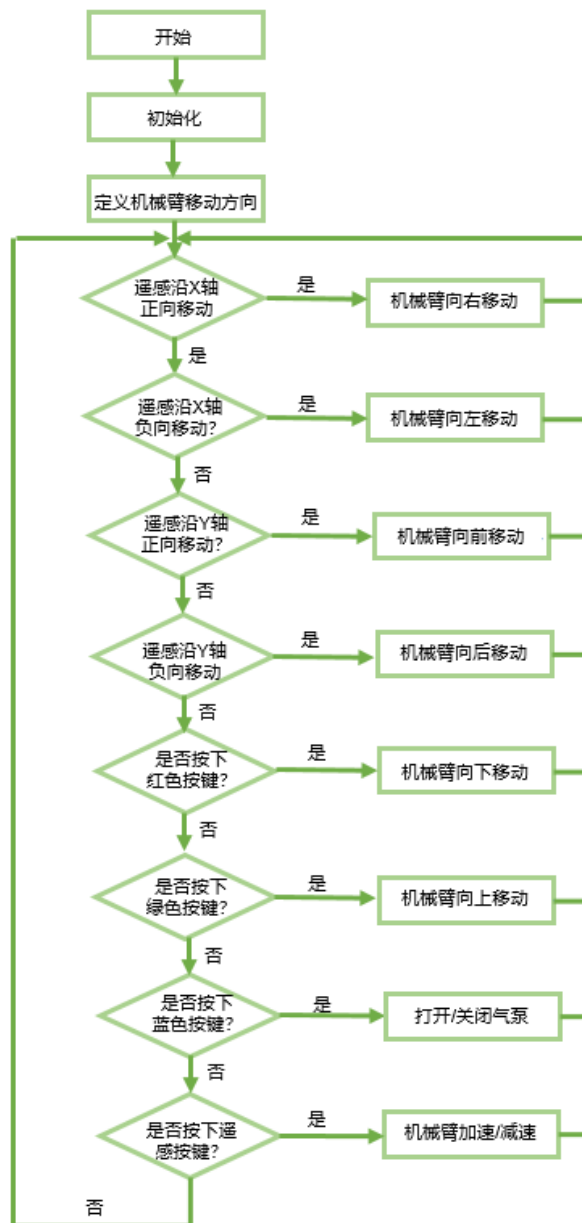 开始
初始化
定义机械臂移动方向
遥感沿X轴
正向移动
是
机械臂向右移动
是
遥感沿X轴
负向移动?
是
机械臂向左移动
否
遥感沿Y轴
正向移动?
是
机械臂向前移动
否
遥感沿Y轴
负向移动
是
机械臂向后移动
否
是否按下
红色按键?
是
机械臂向下移动
否
是否按下
绿色按键?
是
机械臂向上移动
否
是否按下
蓝色按键?
是
打开/关闭气泵
否
是否按下遥
感按键?
是
机械臂加速/减速
否